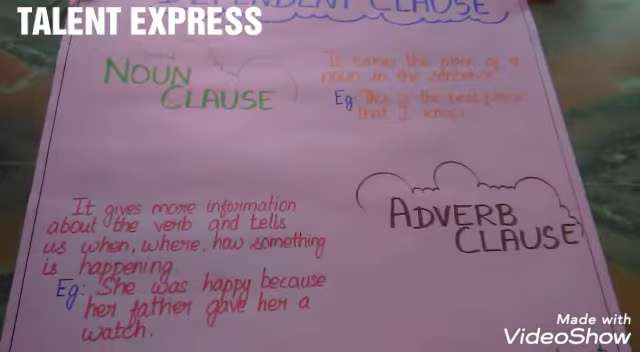 TALENT EXPRESS
DEPENDENT CLAUSE
NOUN
CLAUSE
It takes the place of a
noun in the sentence.
Eg: This is the best place
that I know.
It gives more information
about the verb and tells
us when, where, how something
is happening.
Eg: She was happy because
her father gave her a
watch.
ADVERB
CLAUSE
Made with
VideoShow